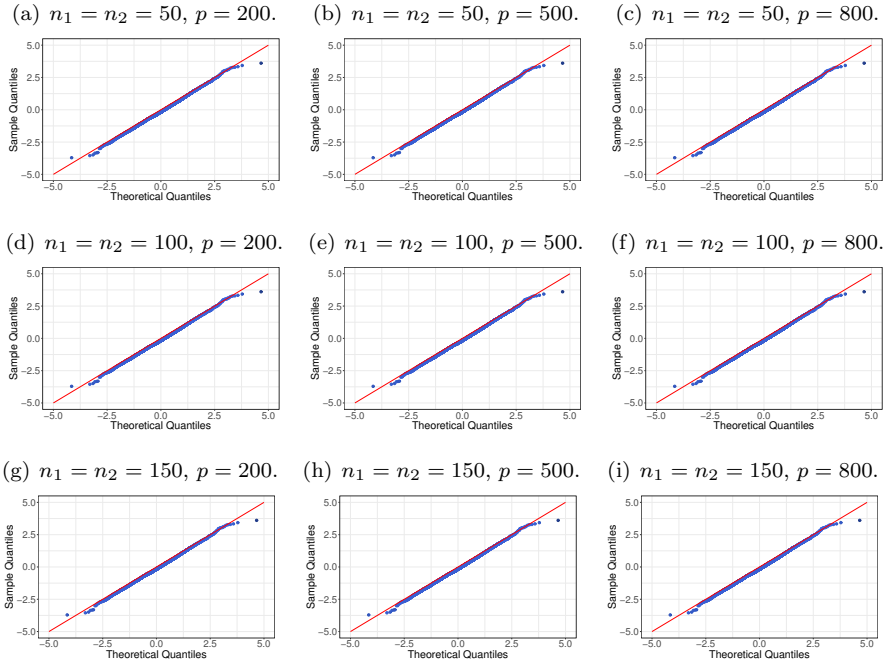 (a) n₁ = n₂ = 50, p = 200. (b) n₁ = n₂ = 50, p = 500. (c) n₁ = n₂ = 50, p = 800.
5.0 5.0 5.0
2.5 2.5 2.5
0.0 0.0 0.0
−2.5 −2.5 −2.5
−5.0 −5.0 −5.0
Sample Quantiles Sample Quantiles Sample Quantiles
−5.0 −2.5 0.0 2.5 5.0 −5.0 −2.5 0.0 2.5 5.0 −5.0 −2.5 0.0 2.5 5.0
Theoretical Quantiles Theoretical Quantiles Theoretical Quantiles
(d) n₁ = n₂ = 100, p = 200. (e) n₁ = n₂ = 100, p = 500. (f) n₁ = n₂ = 100, p = 800.
5.0 5.0 5.0
2.5 2.5 2.5
0.0 0.0 0.0
−2.5 −2.5 −2.5
−5.0 −5.0 −5.0
Sample Quantiles Sample Quantiles Sample Quantiles
−5.0 −2.5 0.0 2.5 5.0 −5.0 −2.5 0.0 2.5 5.0 −5.0 −2.5 0.0 2.5 5.0
Theoretical Quantiles Theoretical Quantiles Theoretical Quantiles
(g) n₁ = n₂ = 150, p = 200. (h) n₁ = n₂ = 150, p = 500. (i) n₁ = n₂ = 150, p = 800.
5.0 5.0 5.0
2.5 2.5 2.5
0.0 0.0 0.0
−2.5 −2.5 −2.5
−5.0 −5.0 −5.0
Sample Quantiles Sample Quantiles Sample Quantiles
−5.0 −2.5 0.0 2.5 5.0 −5.0 −2.5 0.0 2.5 5.0 −5.0 −2.5 0.0 2.5 5.0
Theoretical Quantiles Theoretical Quantiles Theoretical Quantiles